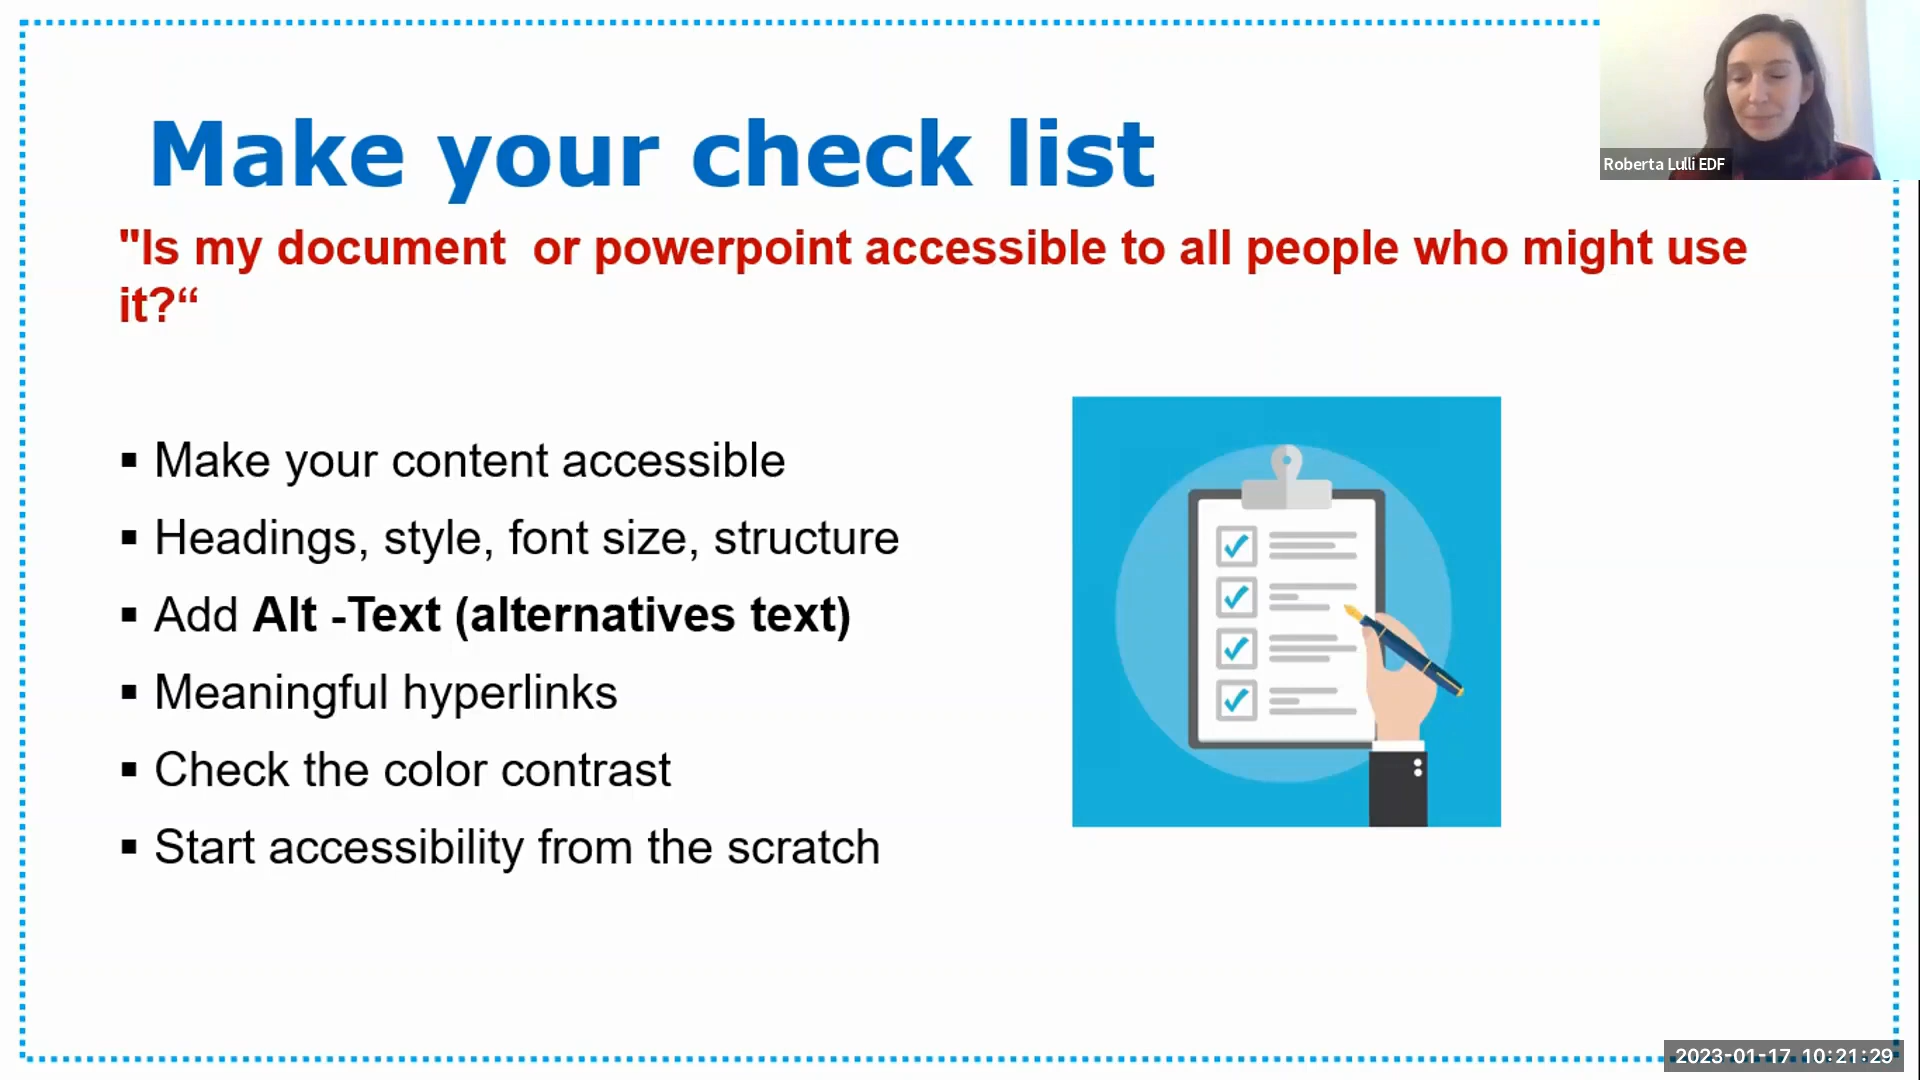 Make your check list
"Is my document  or powerpoint accessible to all people who might use
it?“
▪ Make your content accessible
▪ Headings, style, font size, structure
▪ Add Alt -Text (alternatives text)
▪ Meaningful hyperlinks
▪ Check the color contrast
▪ Start accessibility from the scratch
Roberta Lulli EDF
2023-01-17 10:21:29